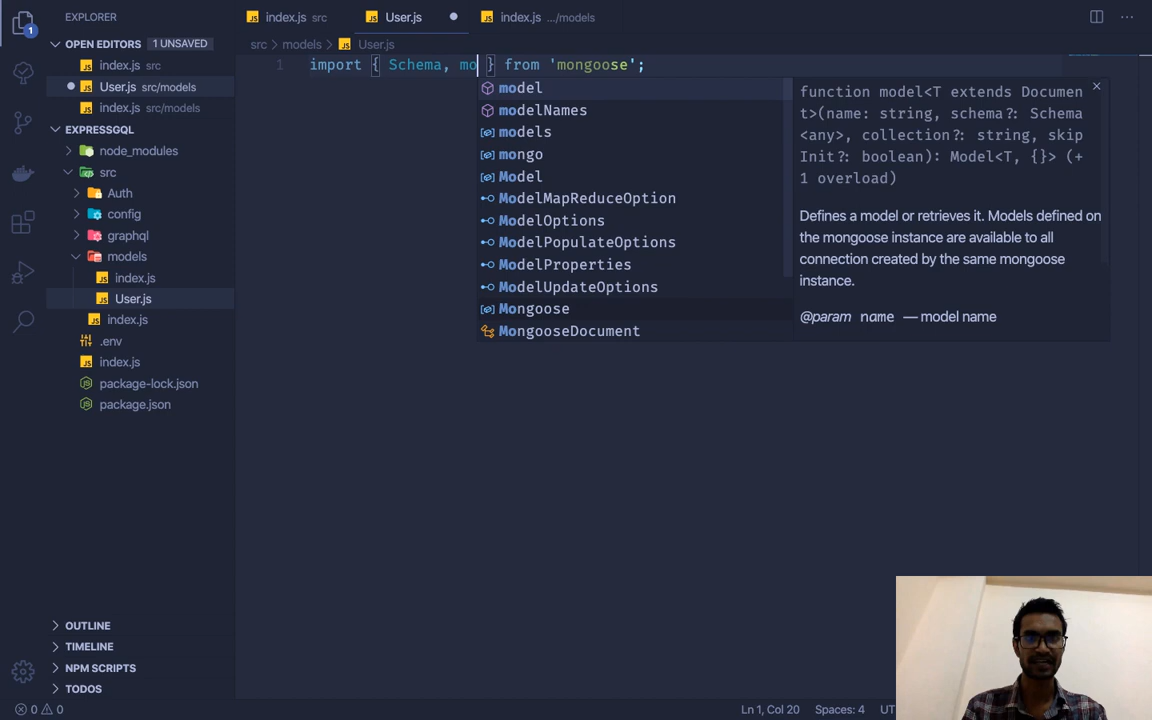 EXPLORER
index.js src
User.js
index.js .../models
OPEN EDITORS 1 UNSAVED
src > models > User.js
index.js src
1 import { Schema, mo } from 'mongoose';
User.js src/models
index.js src/models
EXPRESSGQL
node_modules
src
Auth
config
graphql
models
index.js
User.js
index.js
.env
index.js
package-lock.json
package.json
model
modelNames
models
mongo
Model
ModelMapReduceOption
ModelOptions
ModelPopulateOptions
ModelProperties
ModelUpdateOptions
Mongoose
MongooseDocument
function model<T extends Documen
t>(name: string, schema?: Schema
<any>, collection?: string, skip
Init?: boolean): Model<T, {}> (+
1 overload)
Defines a model or retrieves it. Models defined on
the mongoose instance are available to all
connection created by the same mongoose
instance.
@param name — model name
OUTLINE
TIMELINE
NPM SCRIPTS
TODOS
1
0 0
Ln 1, Col 20
Spaces: 4
UT